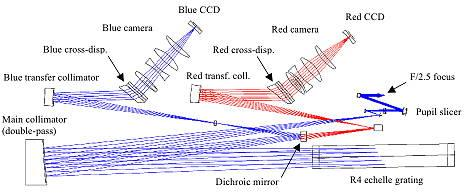 Blue CCD
Red CCD
Blue camera
Red camera
Blue cross-disp.
Red cross-disp.
Blue transfer collimator
Red transf. coll.
F/2.5 focus
Main collimator
(double-pass)
Pupil slicer
Dichroic mirror
R4 echelle grating